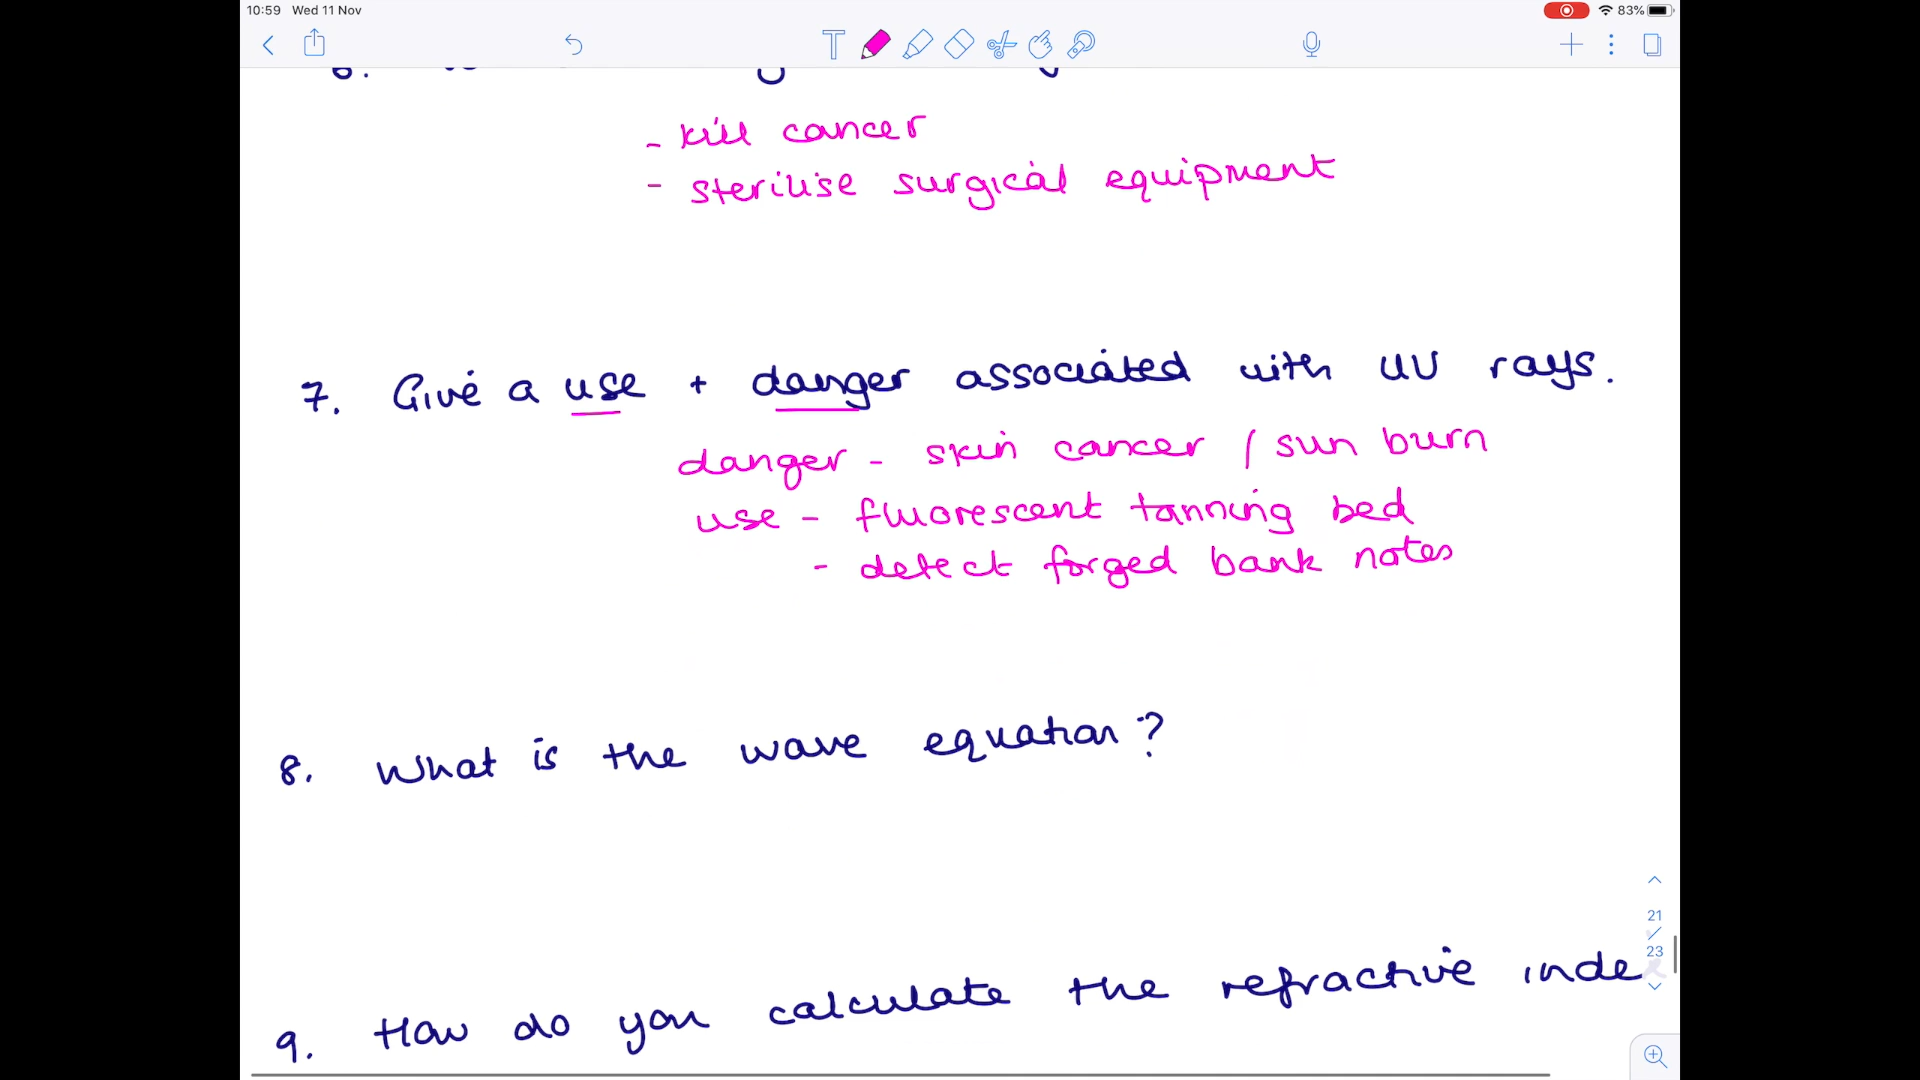 10:59 Wed 11 Nov
83%
- kill cancer
- sterilise surgical equipment
7. Give a use + danger associated with UV rays.
danger - skin cancer / sun burn
use - fluorescent tanning bed
- detect forged bank notes
8. What is the wave equation?
21
/
23
9. How do you calculate the refractive index